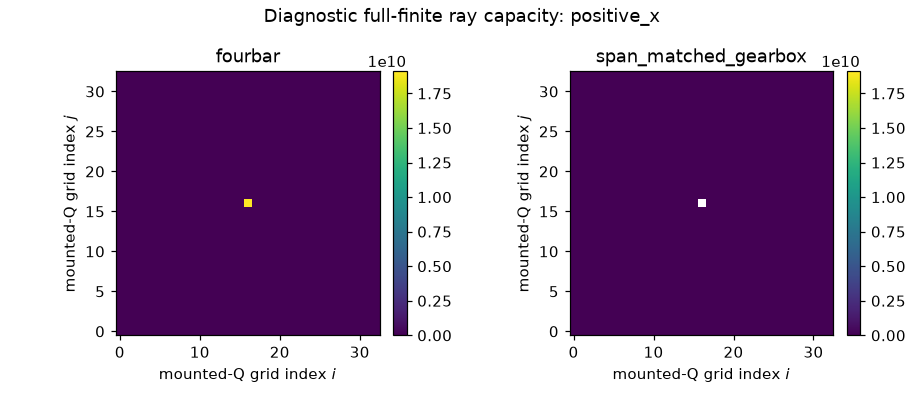 Diagnostic full-finite ray capacity: positive_x
fourbar
1e10
mounted-Q grid index j
30
25
20
15
10
5
0
0 10 20 30
mounted-Q grid index i
1.75
1.50
1.25
1.00
0.75
0.50
0.25
0.00
span_matched_gearbox
1e10
mounted-Q grid index j
30
25
20
15
10
5
0
0 10 20 30
mounted-Q grid index i
1.75
1.50
1.25
1.00
0.75
0.50
0.25
0.00